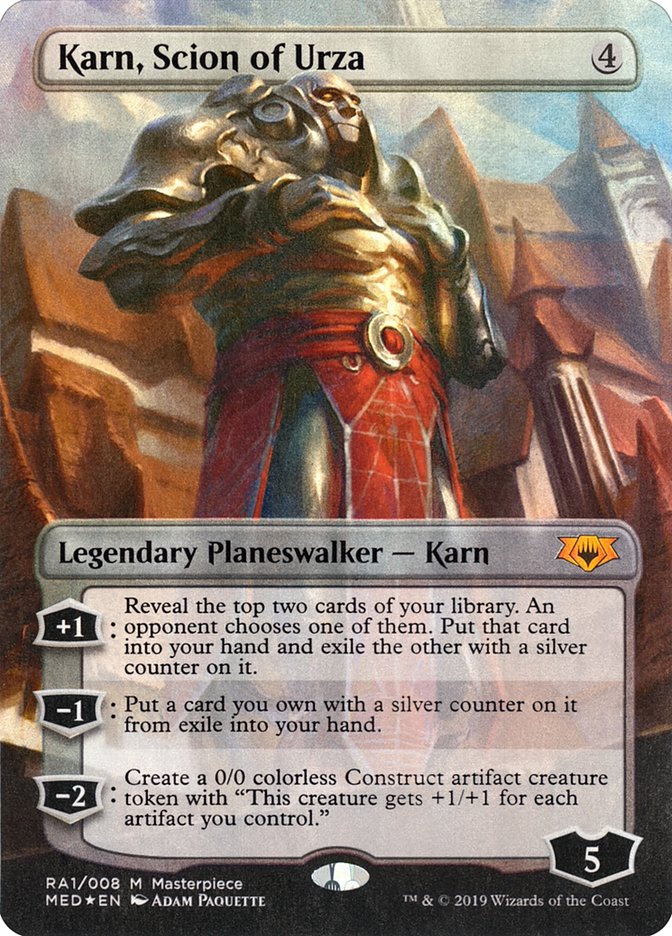 Karn, Scion of Urza 4
Legendary Planeswalker — Karn
+1: Reveal the top two cards of your library. An
opponent chooses one of them. Put that card
into your hand and exile the other with a silver
counter on it.
−1: Put a card you own with a silver counter on it
from exile into your hand.
−2: Create a 0/0 colorless Construct artifact creature
token with “This creature gets +1/+1 for each
artifact you control.”
5
RA1/008 M Masterpiece
MED★EN Adam Paquette
™ & © 2019 Wizards of the Coast